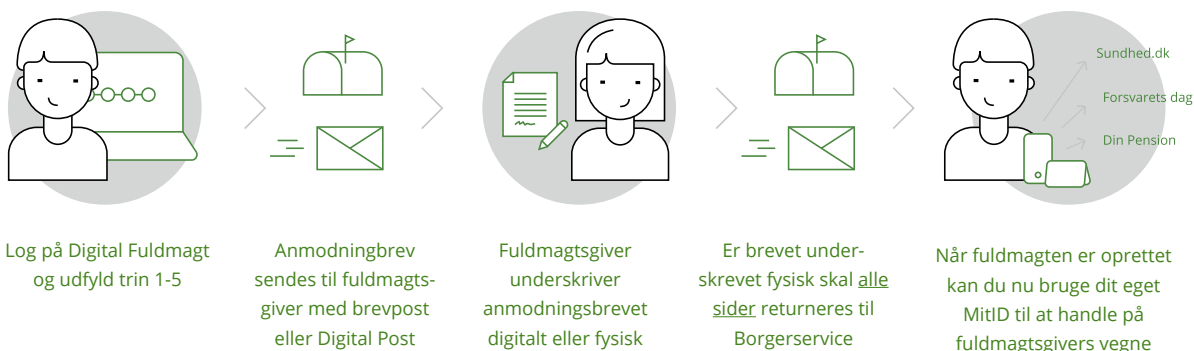 Sundhed.dk
Forsvarets dag
Din Pension
Log på Digital Fuldmagt
og udfyld trin 1-5
Anmodningbrev
sendes til fuldmagts-
giver med brevpost
eller Digital Post
Fuldmagtsgiver
underskriver
anmodningsbrevet
digitalt eller fysisk
Er brevet under-
skrevet fysisk skal alle
sider returneres til
Borgerservice
Når fuldmagten er oprettet
kan du nu bruge dit eget
MitID til at handle på
fuldmagtsgivers vegne